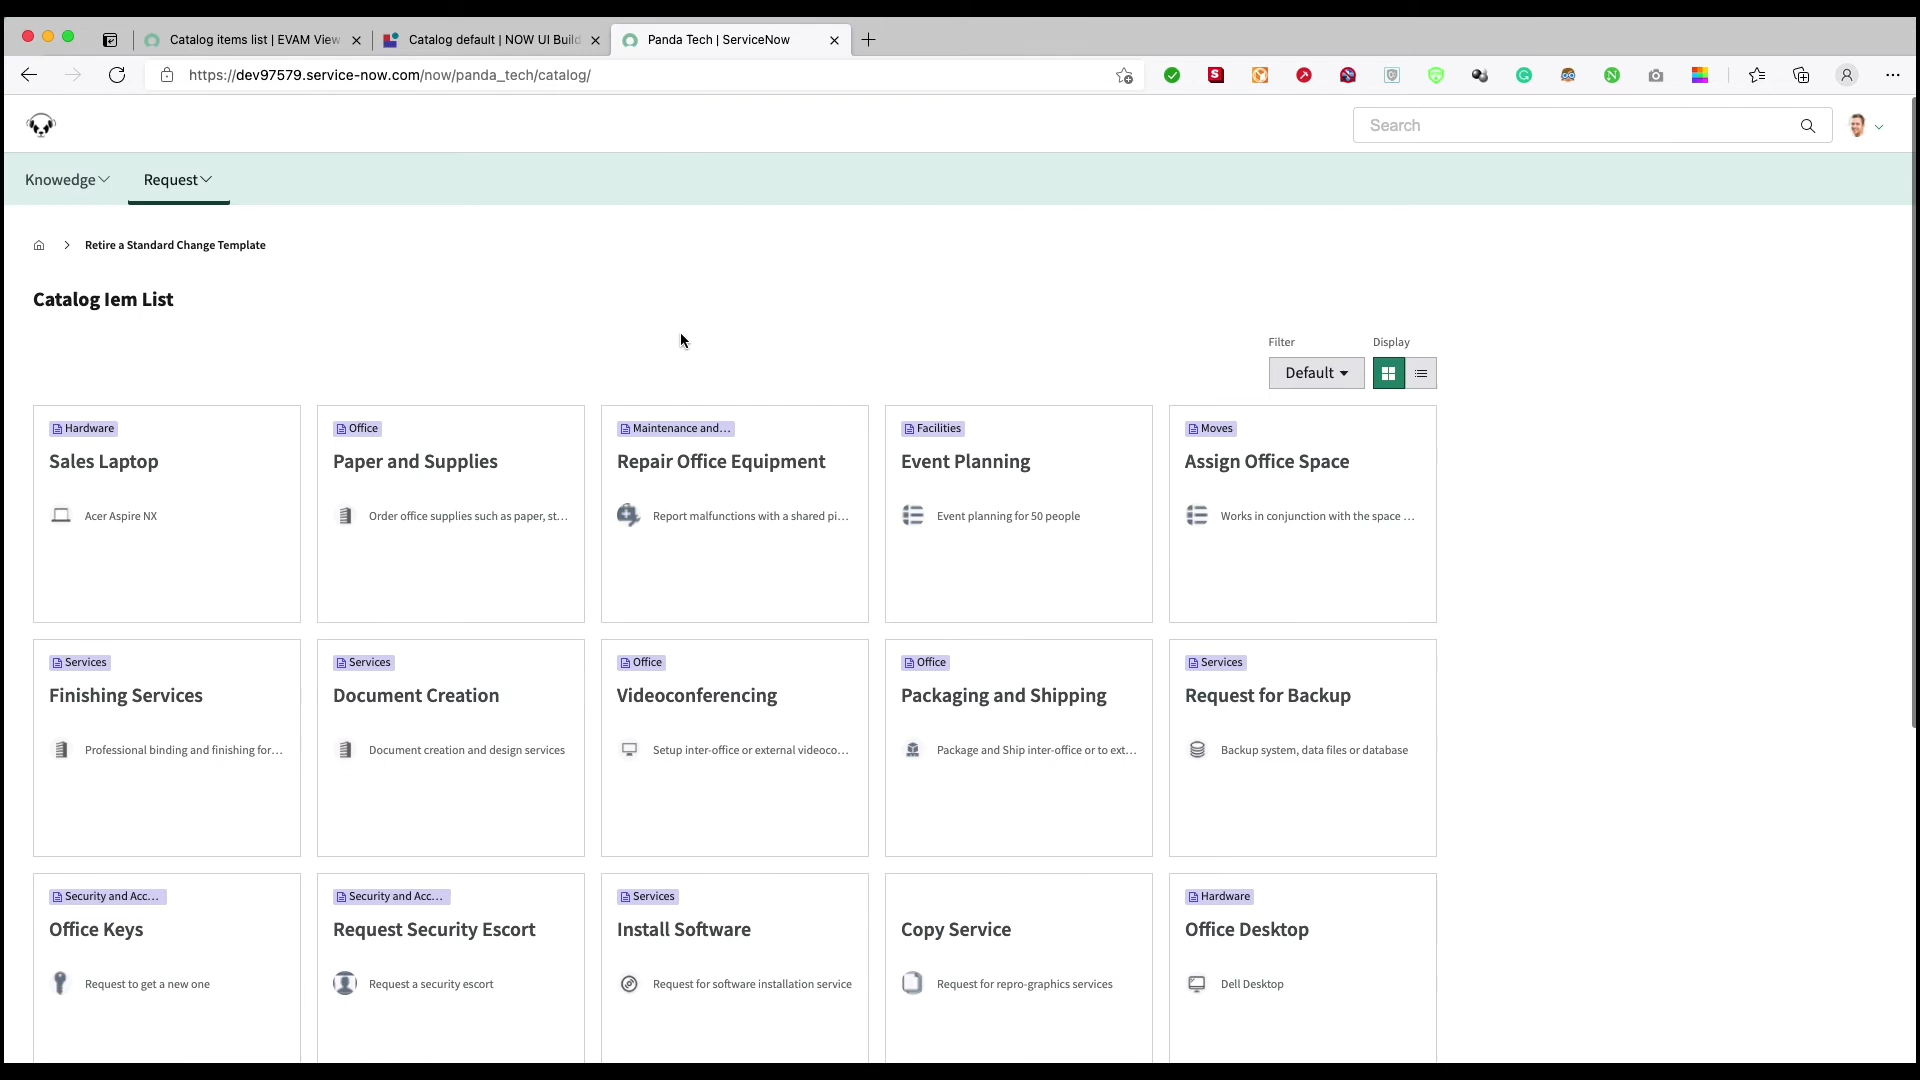 Catalog items list | EVAM View
Catalog default | NOW UI Build
Panda Tech | ServiceNow
https://dev97579.service-now.com/now/panda_tech/catalog/
Search
Knowedge
Request
Retire a Standard Change Template
Catalog Iem List
Filter
Display
Default
Hardware
Sales Laptop
Acer Aspire NX
Office
Paper and Supplies
Order office supplies such as paper, st...
Maintenance and...
Repair Office Equipment
Report malfunctions with a shared pi...
Facilities
Event Planning
Event planning for 50 people
Moves
Assign Office Space
Works in conjunction with the space ...
Services
Finishing Services
Professional binding and finishing for...
Services
Document Creation
Document creation and design services
Office
Videoconferencing
Setup inter-office or external videoco...
Office
Packaging and Shipping
Package and Ship inter-office or to ext...
Services
Request for Backup
Backup system, data files or database
Security and Acc...
Office Keys
Request to get a new one
Security and Acc...
Request Security Escort
Request a security escort
Services
Install Software
Request for software installation service
Copy Service
Request for repro-graphics services
Hardware
Office Desktop
Dell Desktop